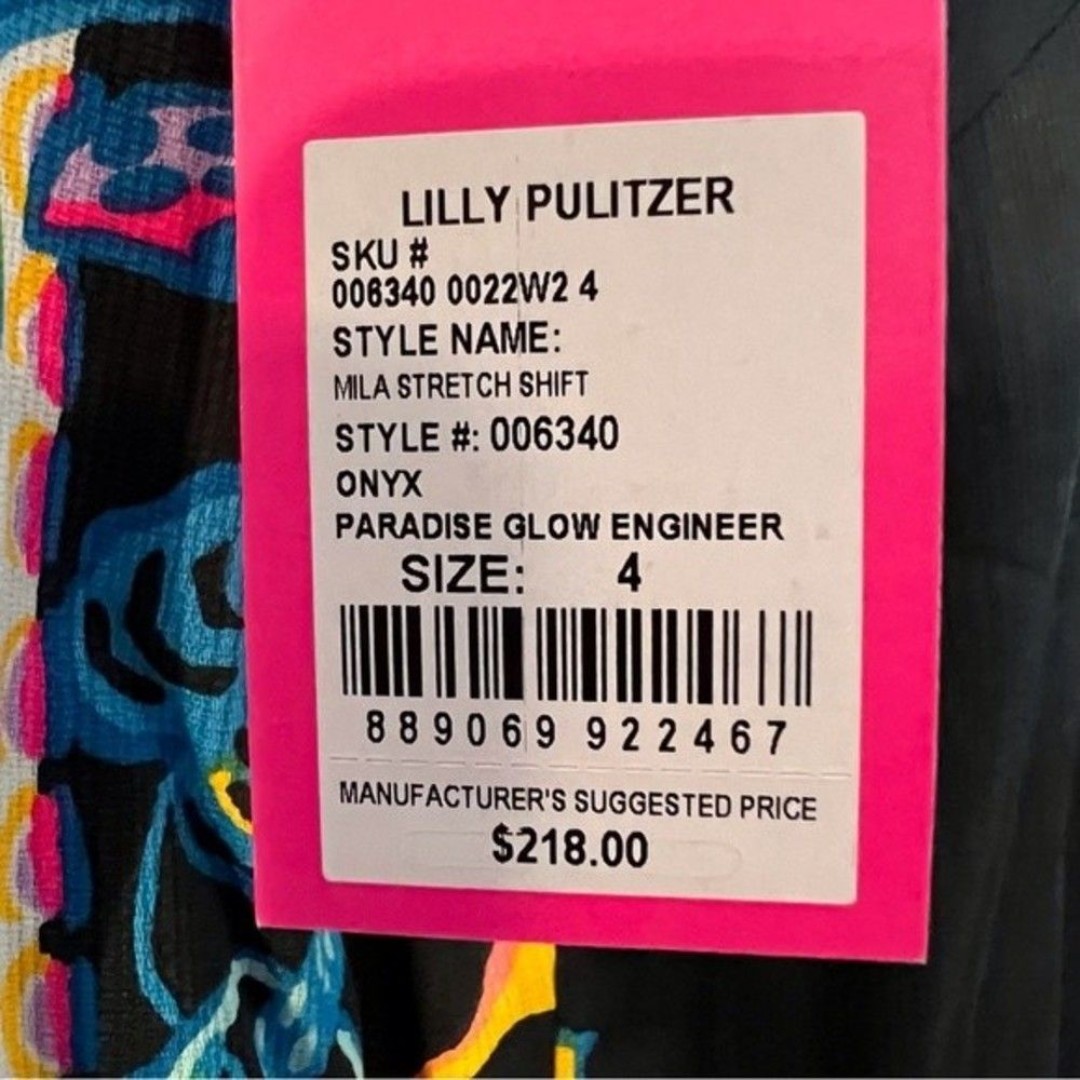 LILLY PULITZER
SKU #
006340 0022W2 4
STYLE NAME:
MILA STRETCH SHIFT
STYLE #: 006340
ONYX
PARADISE GLOW ENGINEER
SIZE: 4
889069 922467
MANUFACTURER'S SUGGESTED PRICE
$218.00